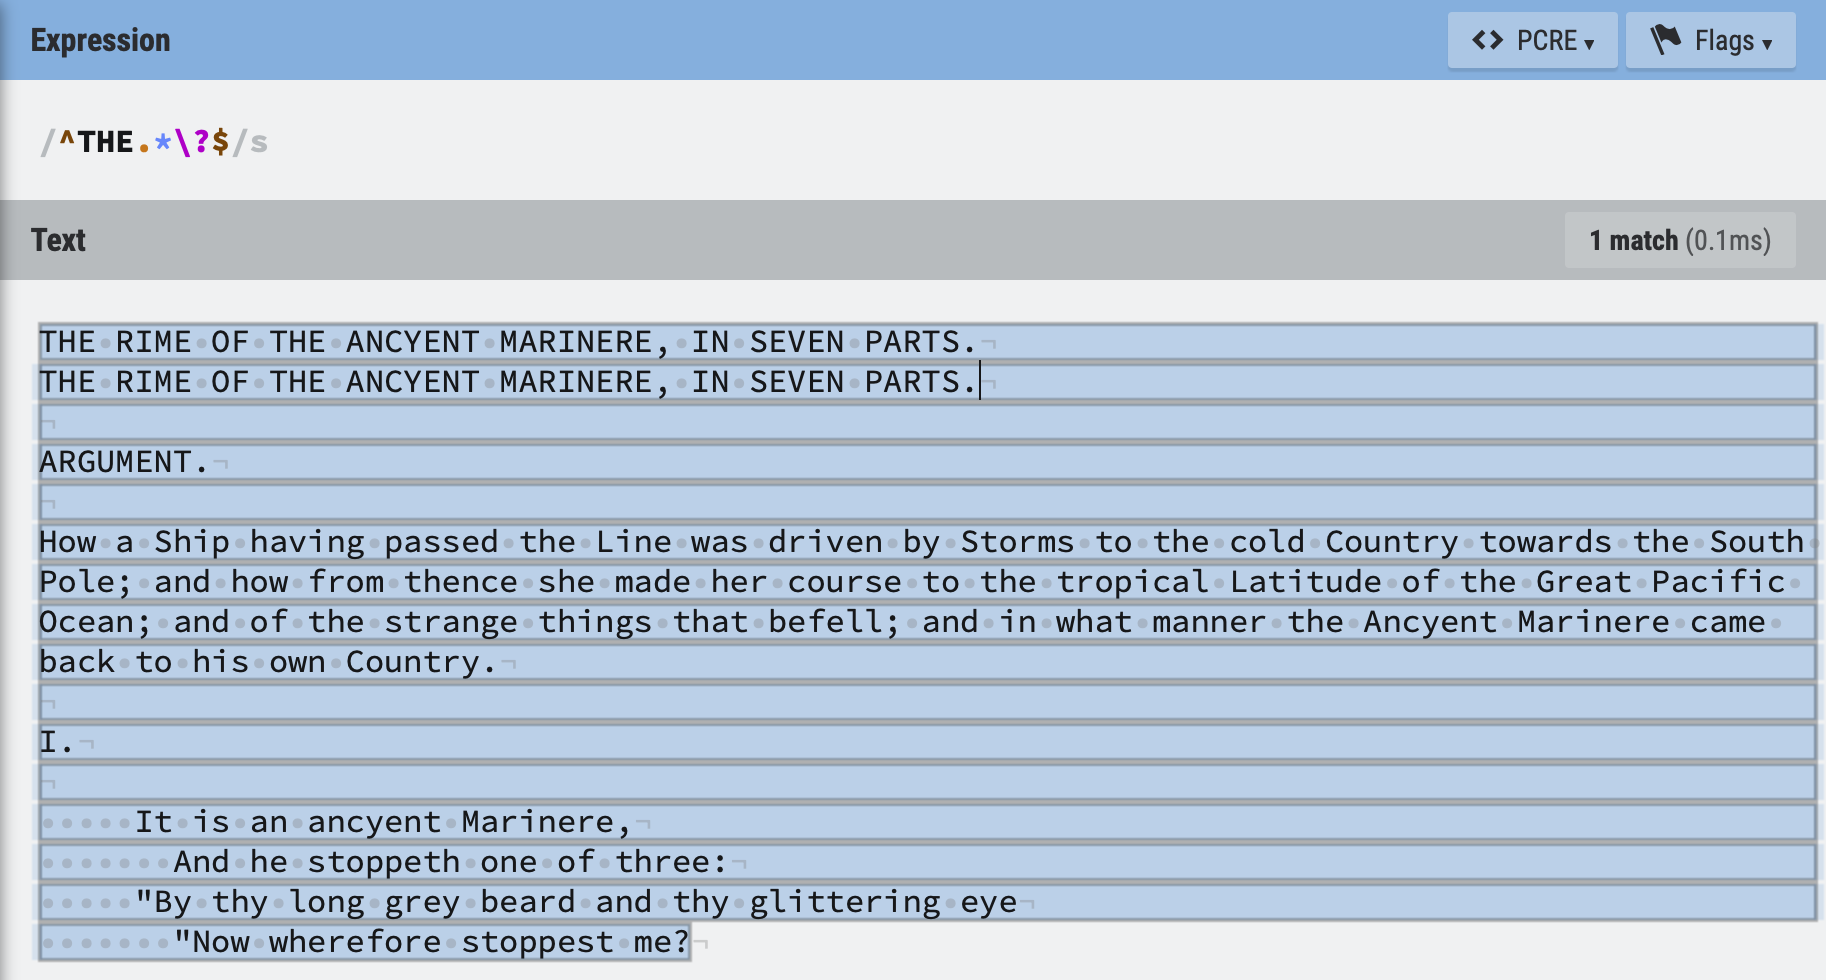 Expression
<> PCRE ▾
Flags ▾
/^THE.*\?$/s
Text
1 match (0.1ms)
THE RIME OF THE ANCYENT MARINERE, IN SEVEN PARTS.¬
THE RIME OF THE ANCYENT MARINERE, IN SEVEN PARTS.¬
¬
ARGUMENT.¬
¬
How a Ship having passed the Line was driven by Storms to the cold Country towards the South
Pole; and how from thence she made her course to the tropical Latitude of the Great Pacific
Ocean; and of the strange things that befell; and in what manner the Ancyent Marinere came
back to his own Country.¬
¬
I.¬
¬
     It is an ancyent Marinere,¬
       And he stoppeth one of three:¬
     "By thy long grey beard and thy glittering eye¬
       "Now wherefore stoppest me?¬